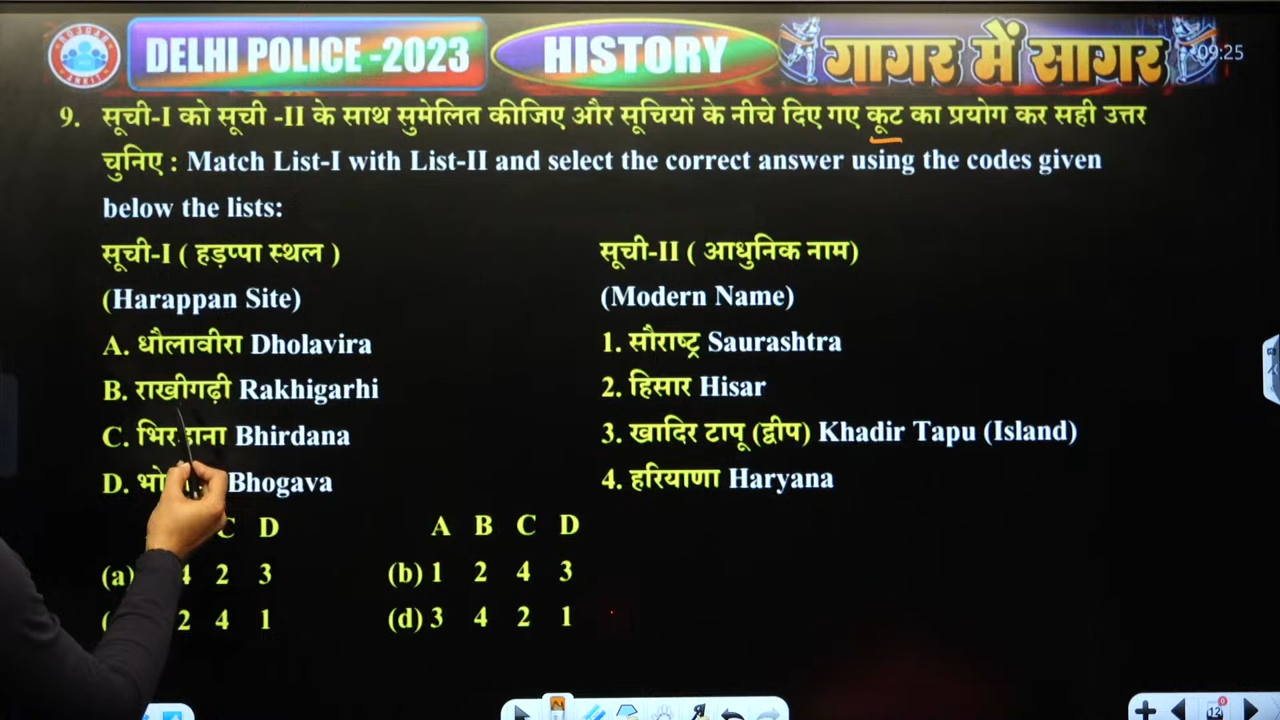 ROJGAR
ANKIT
DELHI POLICE -2023
HISTORY
गागर में सागर
09:25
9. सूची-I को सूची -II के साथ सुमेलित कीजिए और सूचियों के नीचे दिए गए कूट का प्रयोग कर सही उत्तर
चुनिए : Match List-I with List-II and select the correct answer using the codes given
below the lists:
सूची-I ( हड़प्पा स्थल )
सूची-II ( आधुनिक नाम)
(Harappan Site)
(Modern Name)
A. धौलावीरा Dholavira
1. सौराष्ट्र Saurashtra
B. राखीगढ़ी Rakhigarhi
2. हिसार Hisar
C. Bhirdana
3. खादिर टापू (द्वीप) Khadir Tapu (Island)
D. Bhogava
4. हरियाणा Haryana
C D
A B C D
(a) 4 2 3
(b) 1 2 4 3
2 4 1
(d) 3 4 2 1